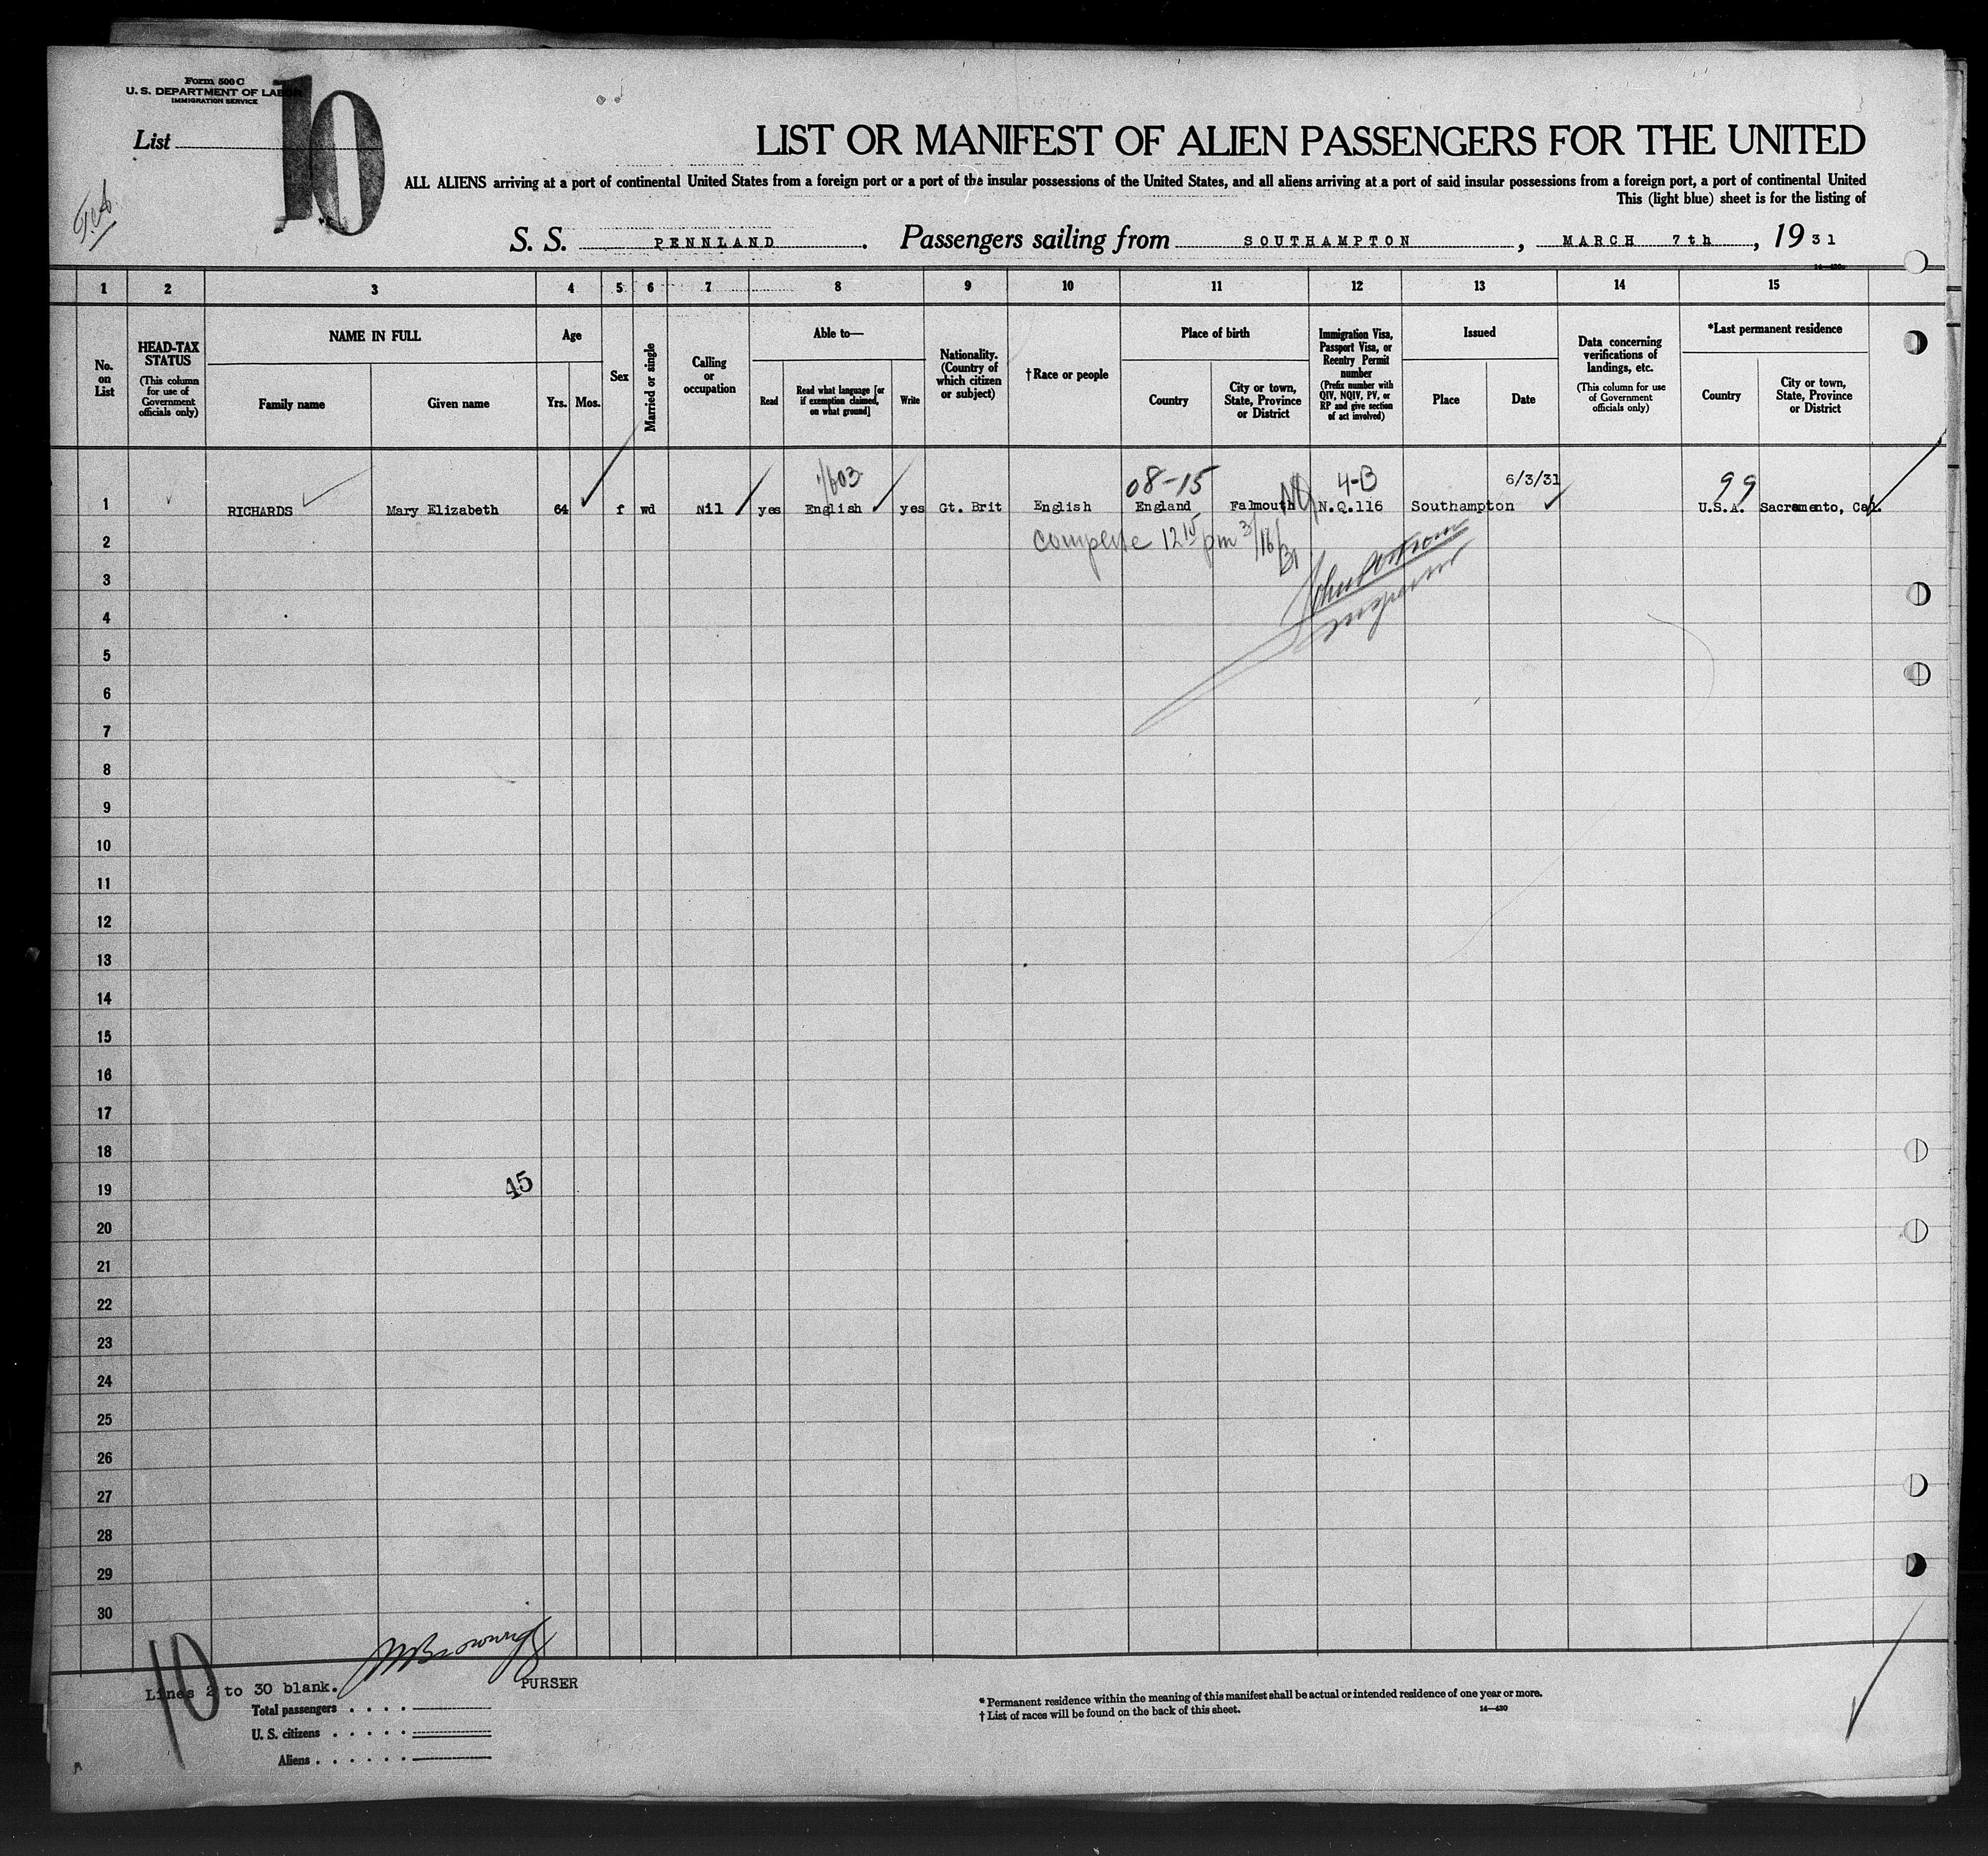 Form 500 C
U. S. DEPARTMENT OF LABOR
IMMIGRATION SERVICE
List
10
LIST OR MANIFEST OF ALIEN PASSENGERS FOR THE UNITED
ALL ALIENS arriving at a port of continental United States from a foreign port or a port of the insular possessions of the United States, and all aliens arriving at a port of said insular possessions from a foreign port, a port of continental United
This (light blue) sheet is for the listing of
S. S. PENNLAND. Passengers sailing from SOUTHAMPTON, MARCH 7th, 1931
14—430
1 2 3 4 5 6 7 8 9 10 11 12 13 14 15
No. on List
HEAD-TAX STATUS (This column for use of Government officials only)
NAME IN FULL
Family name
Given name
Age
Yrs.
Mos.
Sex
Married or single
Calling or occupation
Able to—
Read
Read what language [or if exemption claimed, on what ground]
Write
Nationality. (Country of which citizen or subject)
†Race or people
Place of birth
Country
City or town, State, Province or District
Immigration Visa, Passport Visa, or Reentry Permit number (Prefix number with QIV, NQIV, PV, or RP and give section of act involved)
Issued
Place
Date
Data concerning verifications of landings, etc. (This column for use of Government officials only)
*Last permanent residence
Country
City or town, State, Province or District
08-15 4-B 6/3/31 99
1 RICHARDS Mary Elizabeth 64 f wd Nil yes English yes Gt. Brit English England Falmouth N.Q.116 Southampton U.S.A. Sacramento, Cal.
2 complete 12 15 pm 3/16/31
3
4
5
6
7
8
9
10
11
12
13
14
15
16
17
18
19
45
20
21
22
23
24
25
26
27
28
29
30
10
PURSER
Lines 2 to 30 blank.
Total passengers
U. S. citizens
Aliens
* Permanent residence within the meaning of this manifest shall be actual or intended residence of one year or more.
† List of races will be found on the back of this sheet.
14—430